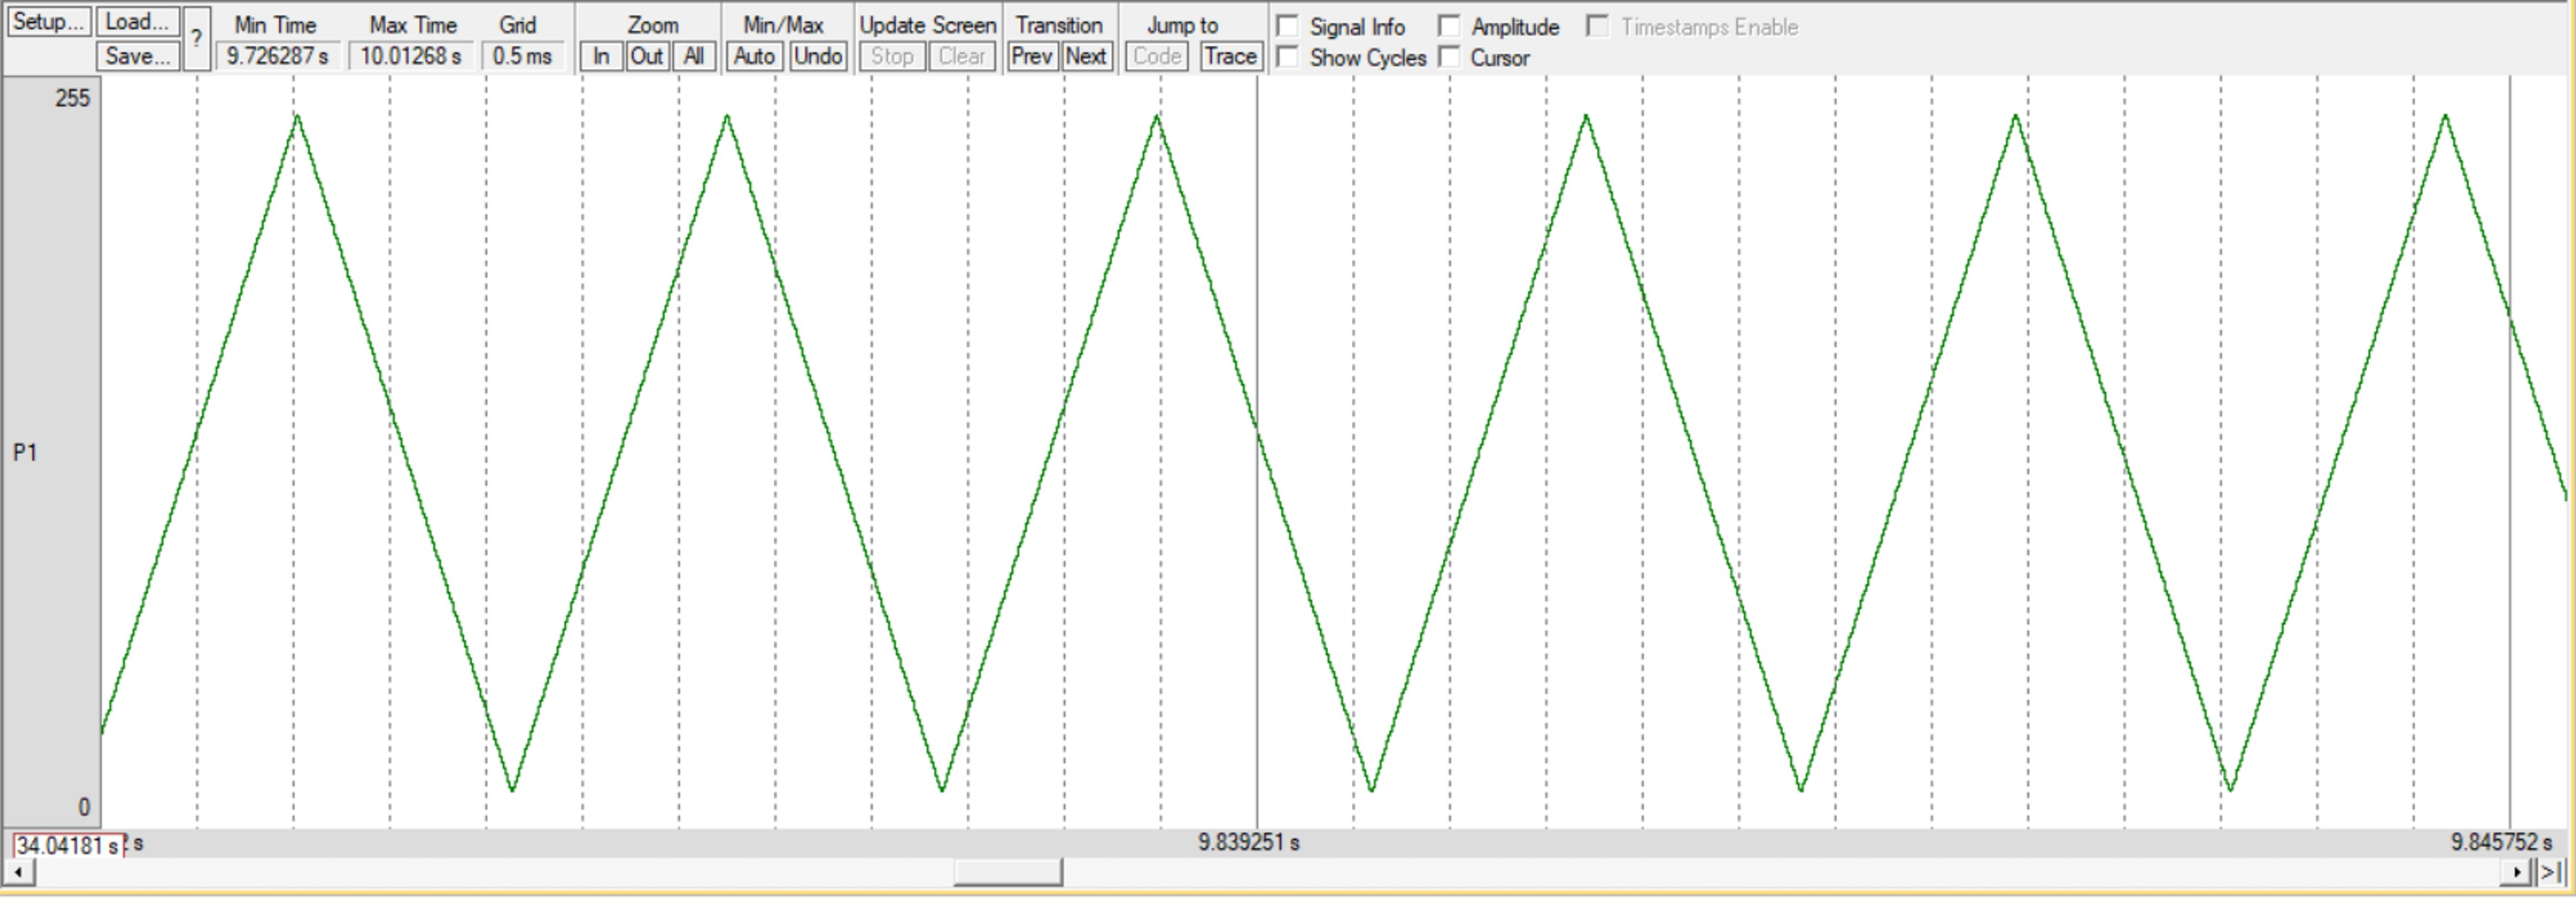 Setup... Load... Min Time Max Time Grid Zoom Min/Max Update Screen Transition Jump to Signal Info Amplitude Timestamps Enable
Save... ? 9.726287 s 10.01268 s 0.5 ms In Out All Auto Undo Stop Clear Prev Next Code Trace Show Cycles Cursor
255
P1
0
34.04181 s s 9.839251 s 9.845752 s
>|